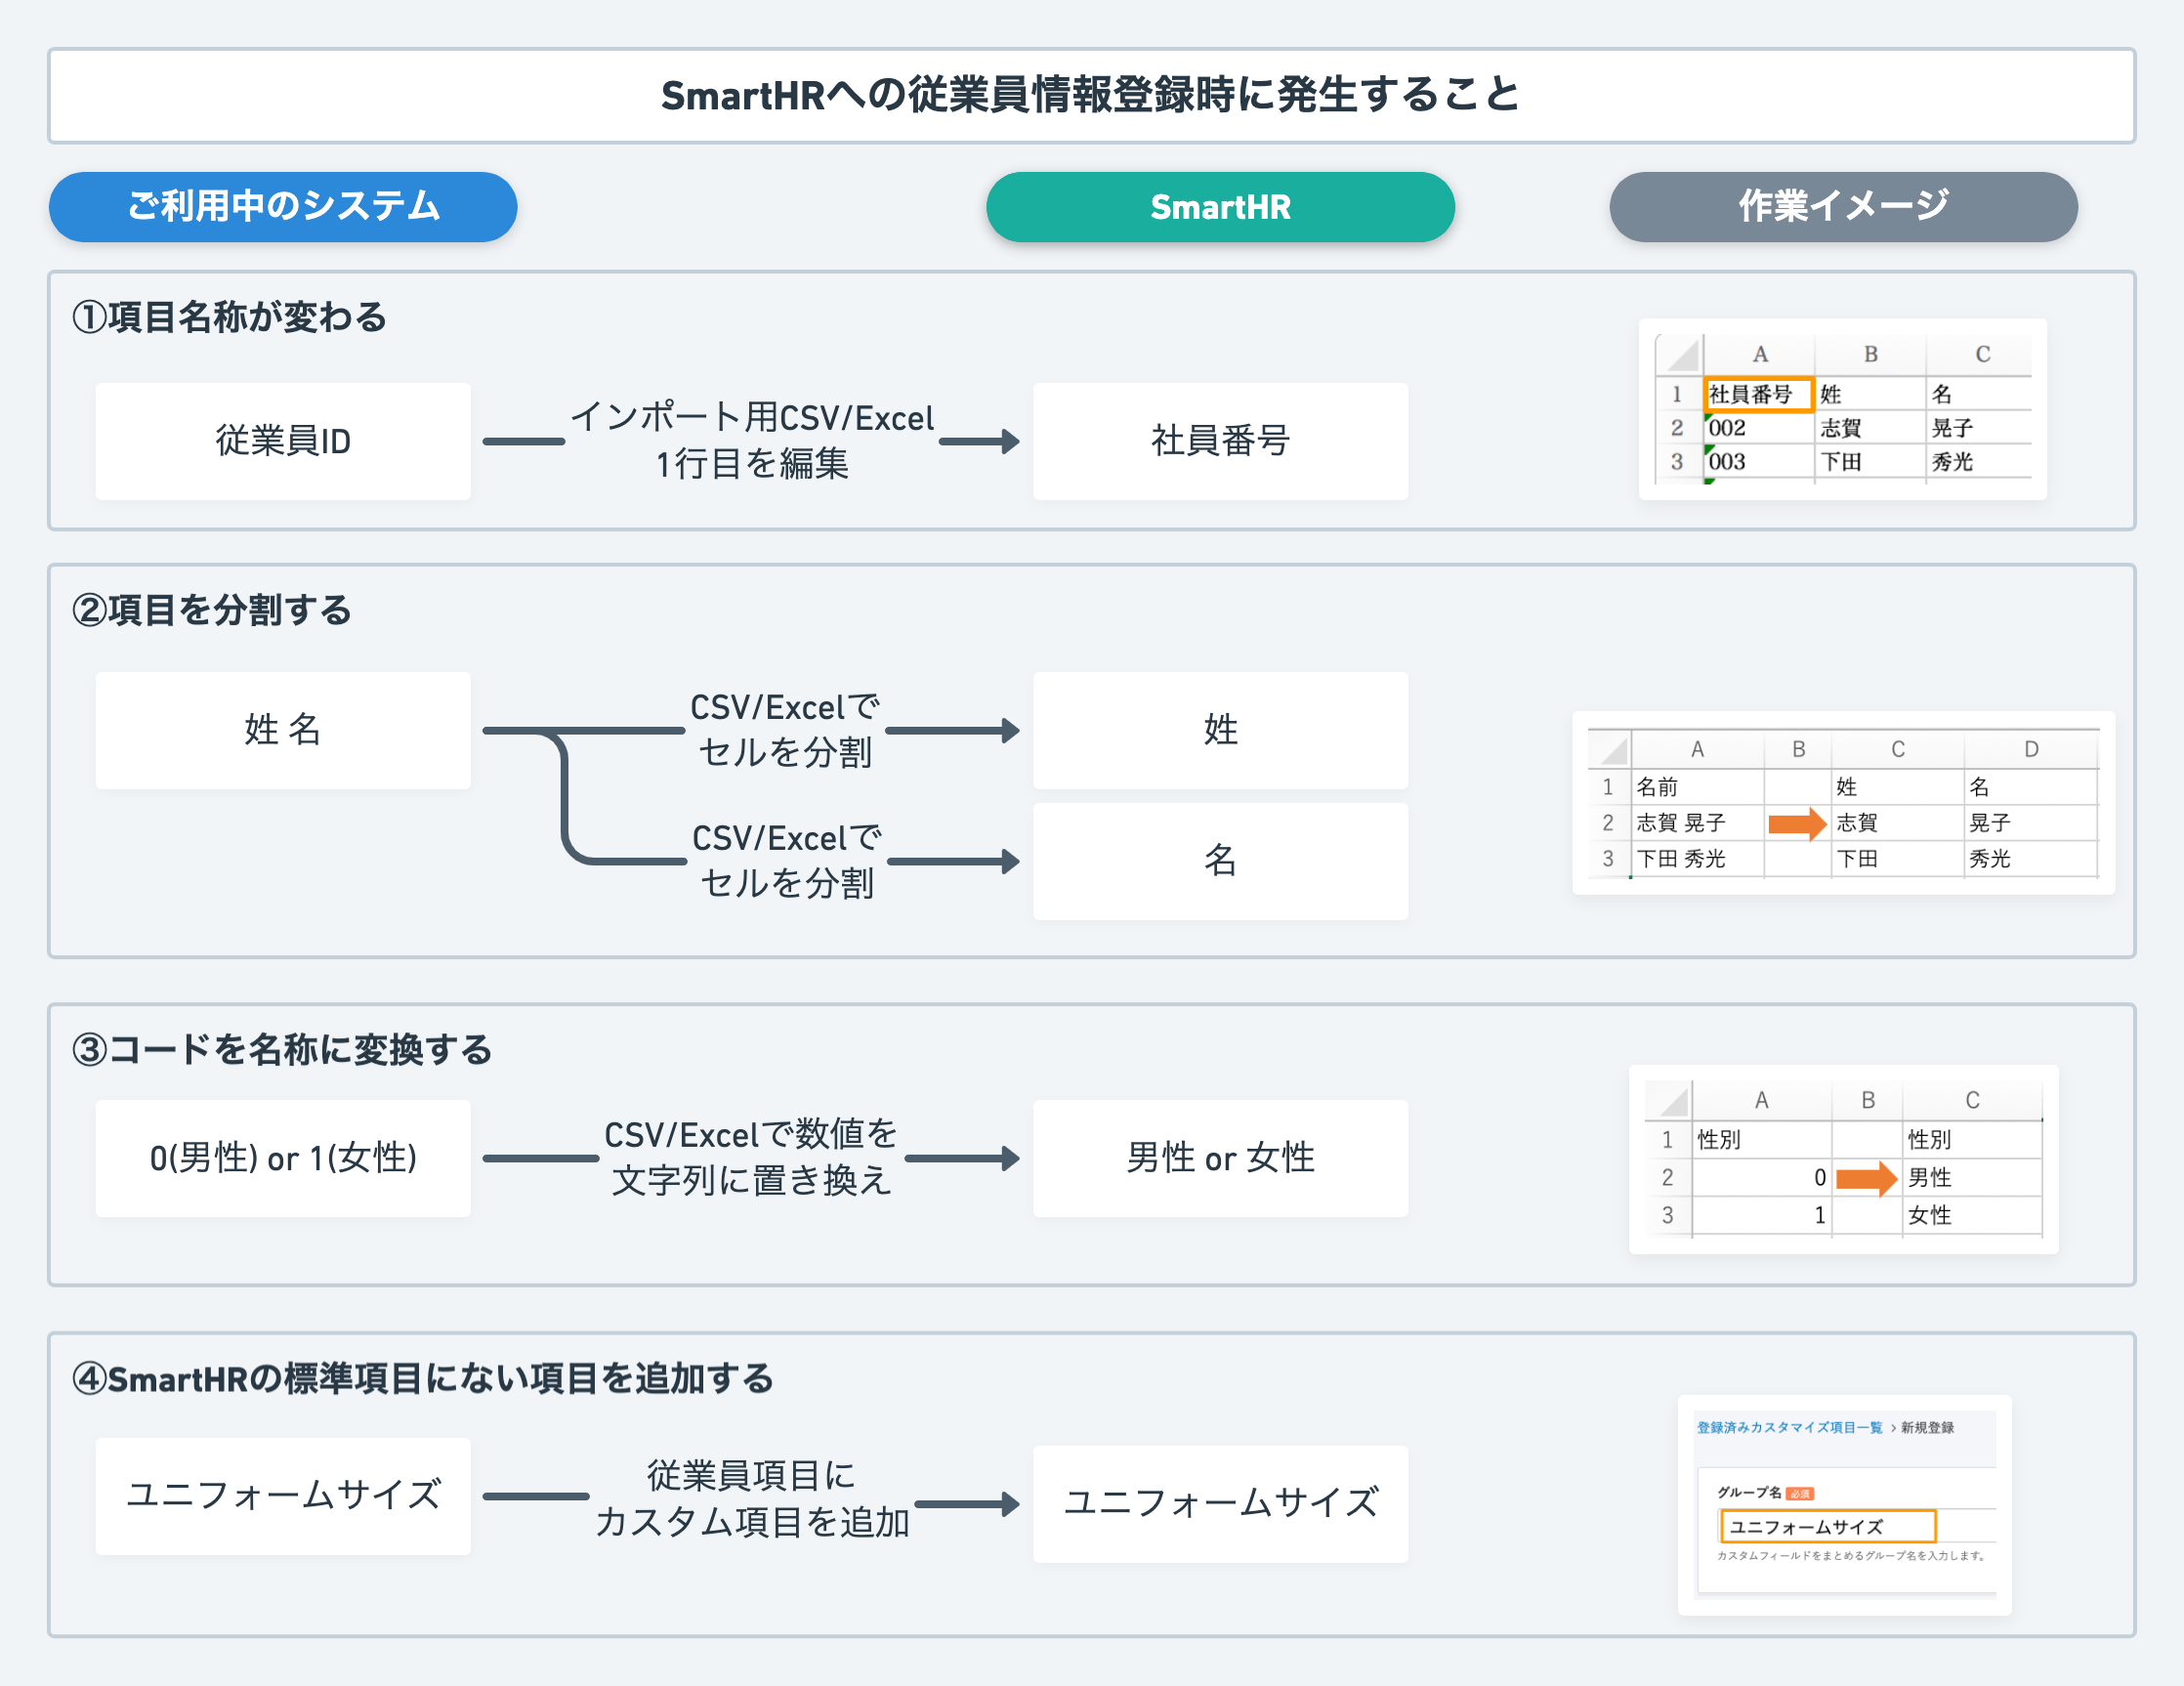 SmartHRへの従業員情報登録時に発生すること
ご利用中のシステム
SmartHR
作業イメージ
①項目名称が変わる
従業員ID
インポート用CSV/Excel
1行目を編集
社員番号
A B C
1 社員番号 姓 名
2 002 志賀 晃子
3 003 下田 秀光
②項目を分割する
姓 名
CSV/Excelで
セルを分割
姓
CSV/Excelで
セルを分割
名
A B C D
1 名前 姓 名
2 志賀 晃子 志賀 晃子
3 下田 秀光 下田 秀光
③コードを名称に変換する
0(男性) or 1(女性)
CSV/Excelで数値を
文字列に置き換え
男性 or 女性
A B C
1 性別 性別
2 0 男性
3 1 女性
④SmartHRの標準項目にない項目を追加する
ユニフォームサイズ
従業員項目に
カスタム項目を追加
ユニフォームサイズ
登録済みカスタマイズ項目一覧 > 新規登録
グループ名 必須
ユニフォームサイズ
カスタムフィールドをまとめるグループ名を入力します。